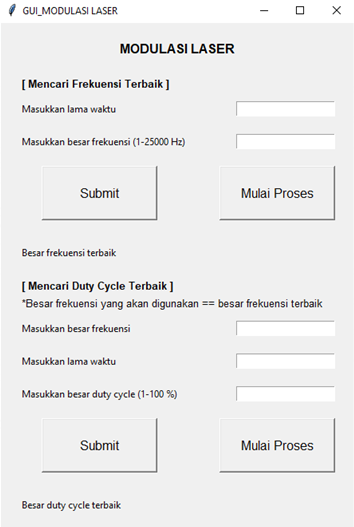 GUI_MODULASI LASER
MODULASI LASER
[ Mencari Frekuensi Terbaik ]
Masukkan lama waktu
Masukkan besar frekuensi (1-25000 Hz)
Submit Mulai Proses
Besar frekuensi terbaik
[ Mencari Duty Cycle Terbaik ]
*Besar frekuensi yang akan digunakan == besar frekuensi terbaik
Masukkan besar frekuensi
Masukkan lama waktu
Masukkan besar duty cycle (1-100 %)
Submit Mulai Proses
Besar duty cycle terbaik